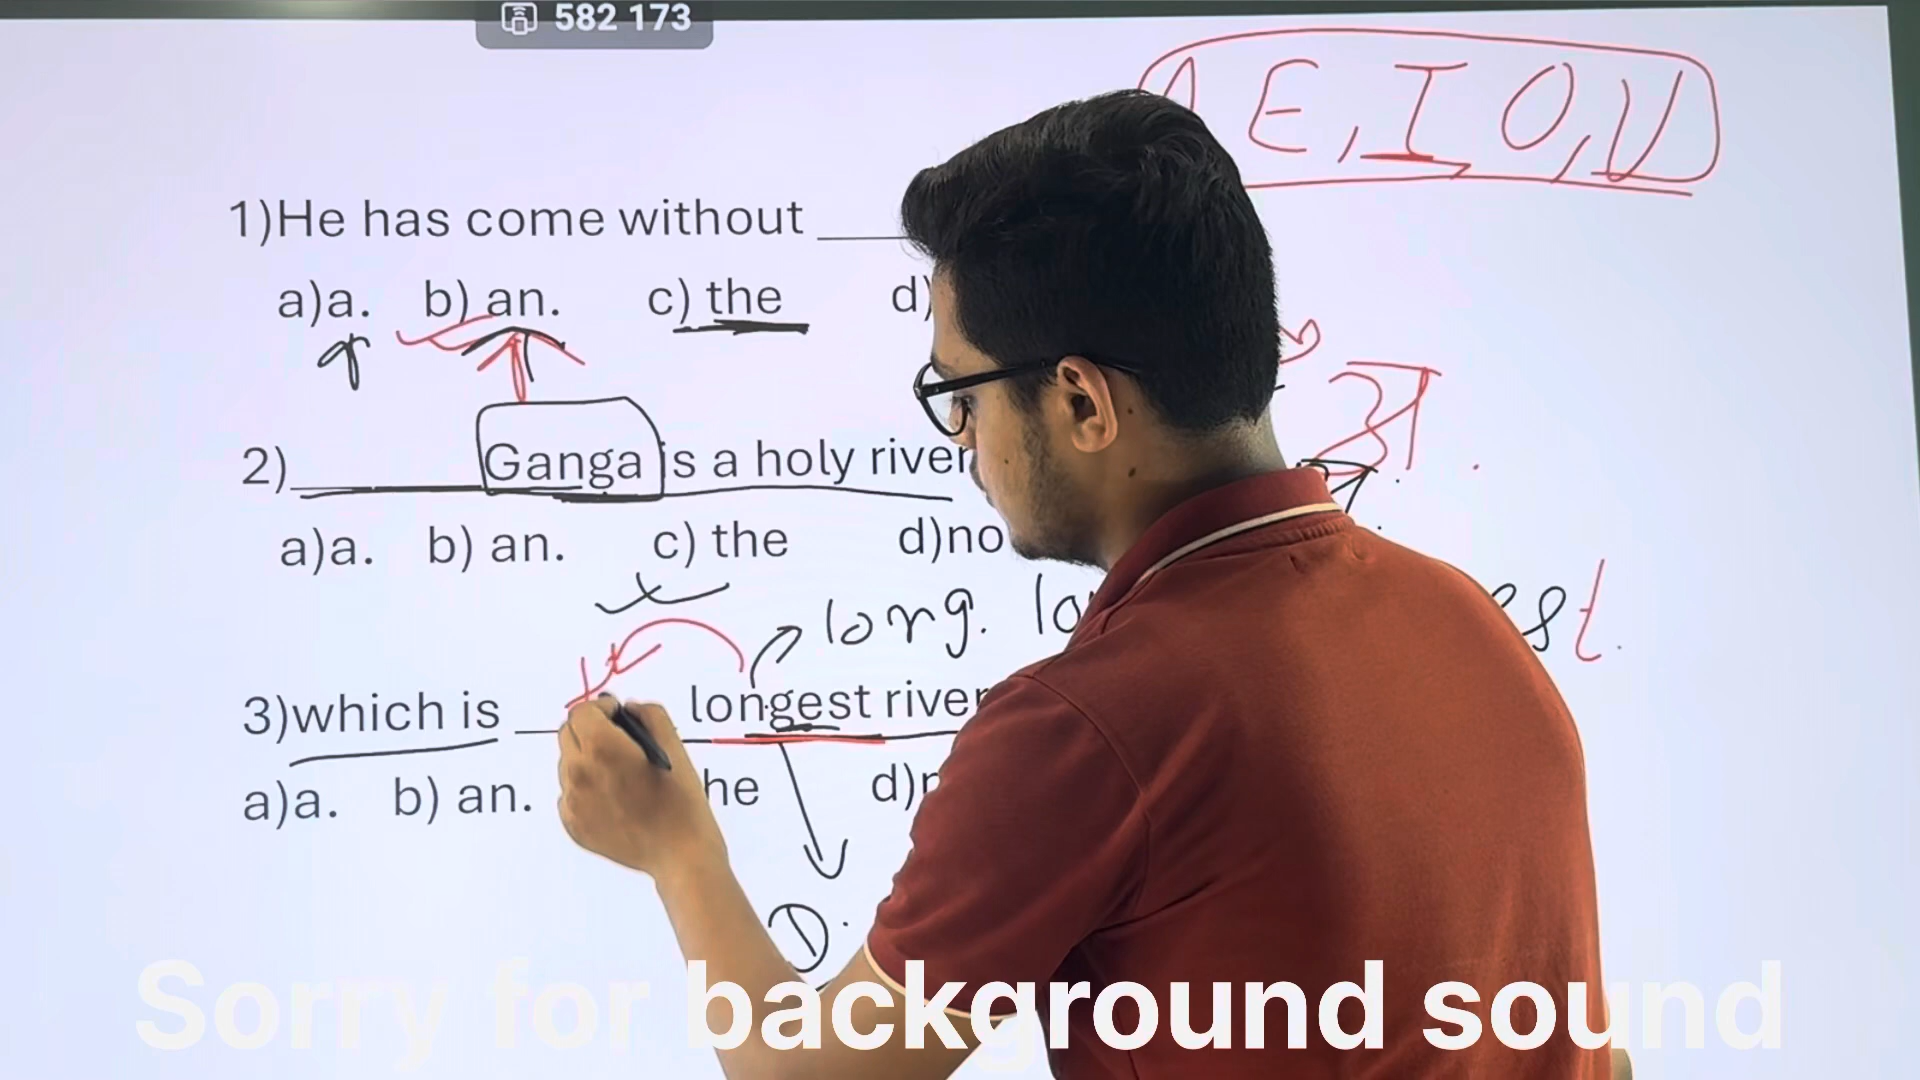 582 173
E, I, O, U
1)He has come without
a)a. b) an. c) the d)
अ
2) Ganga is a holy river
a)a. b) an. c) the d)no
long. est.
3)which is longest river
a)a. b) an. he d)
D
Sorry for background sound